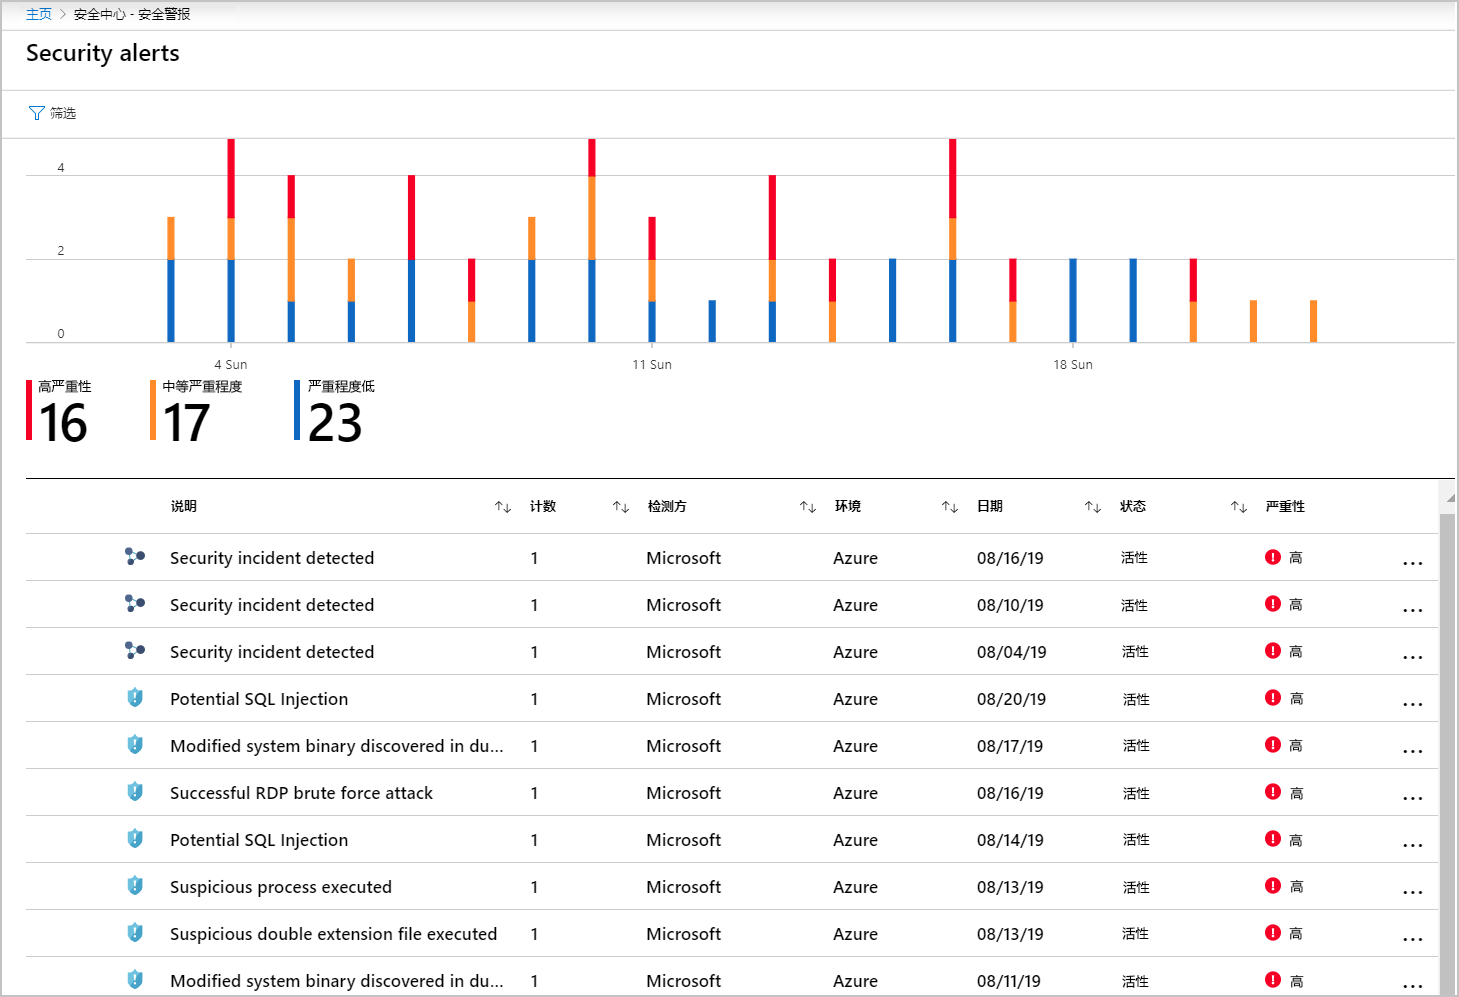 主页 > 安全中心 - 安全警报
Security alerts
筛选
4
2
0
4 Sun 11 Sun 18 Sun
高严重性 中等严重程度 严重程度低
16 17 23
说明 ↑↓ 计数 ↑↓ 检测方 ↑↓ 环境 ↑↓ 日期 ↑↓ 状态 ↑↓ 严重性
Security incident detected 1 Microsoft Azure 08/16/19 活性 高 ...
Security incident detected 1 Microsoft Azure 08/10/19 活性 高 ...
Security incident detected 1 Microsoft Azure 08/04/19 活性 高 ...
Potential SQL Injection 1 Microsoft Azure 08/20/19 活性 高 ...
Modified system binary discovered in du... 1 Microsoft Azure 08/17/19 活性 高 ...
Successful RDP brute force attack 1 Microsoft Azure 08/16/19 活性 高 ...
Potential SQL Injection 1 Microsoft Azure 08/14/19 活性 高 ...
Suspicious process executed 1 Microsoft Azure 08/13/19 活性 高 ...
Suspicious double extension file executed 1 Microsoft Azure 08/13/19 活性 高 ...
Modified system binary discovered in du... 1 Microsoft Azure 08/11/19 活性 高 ...